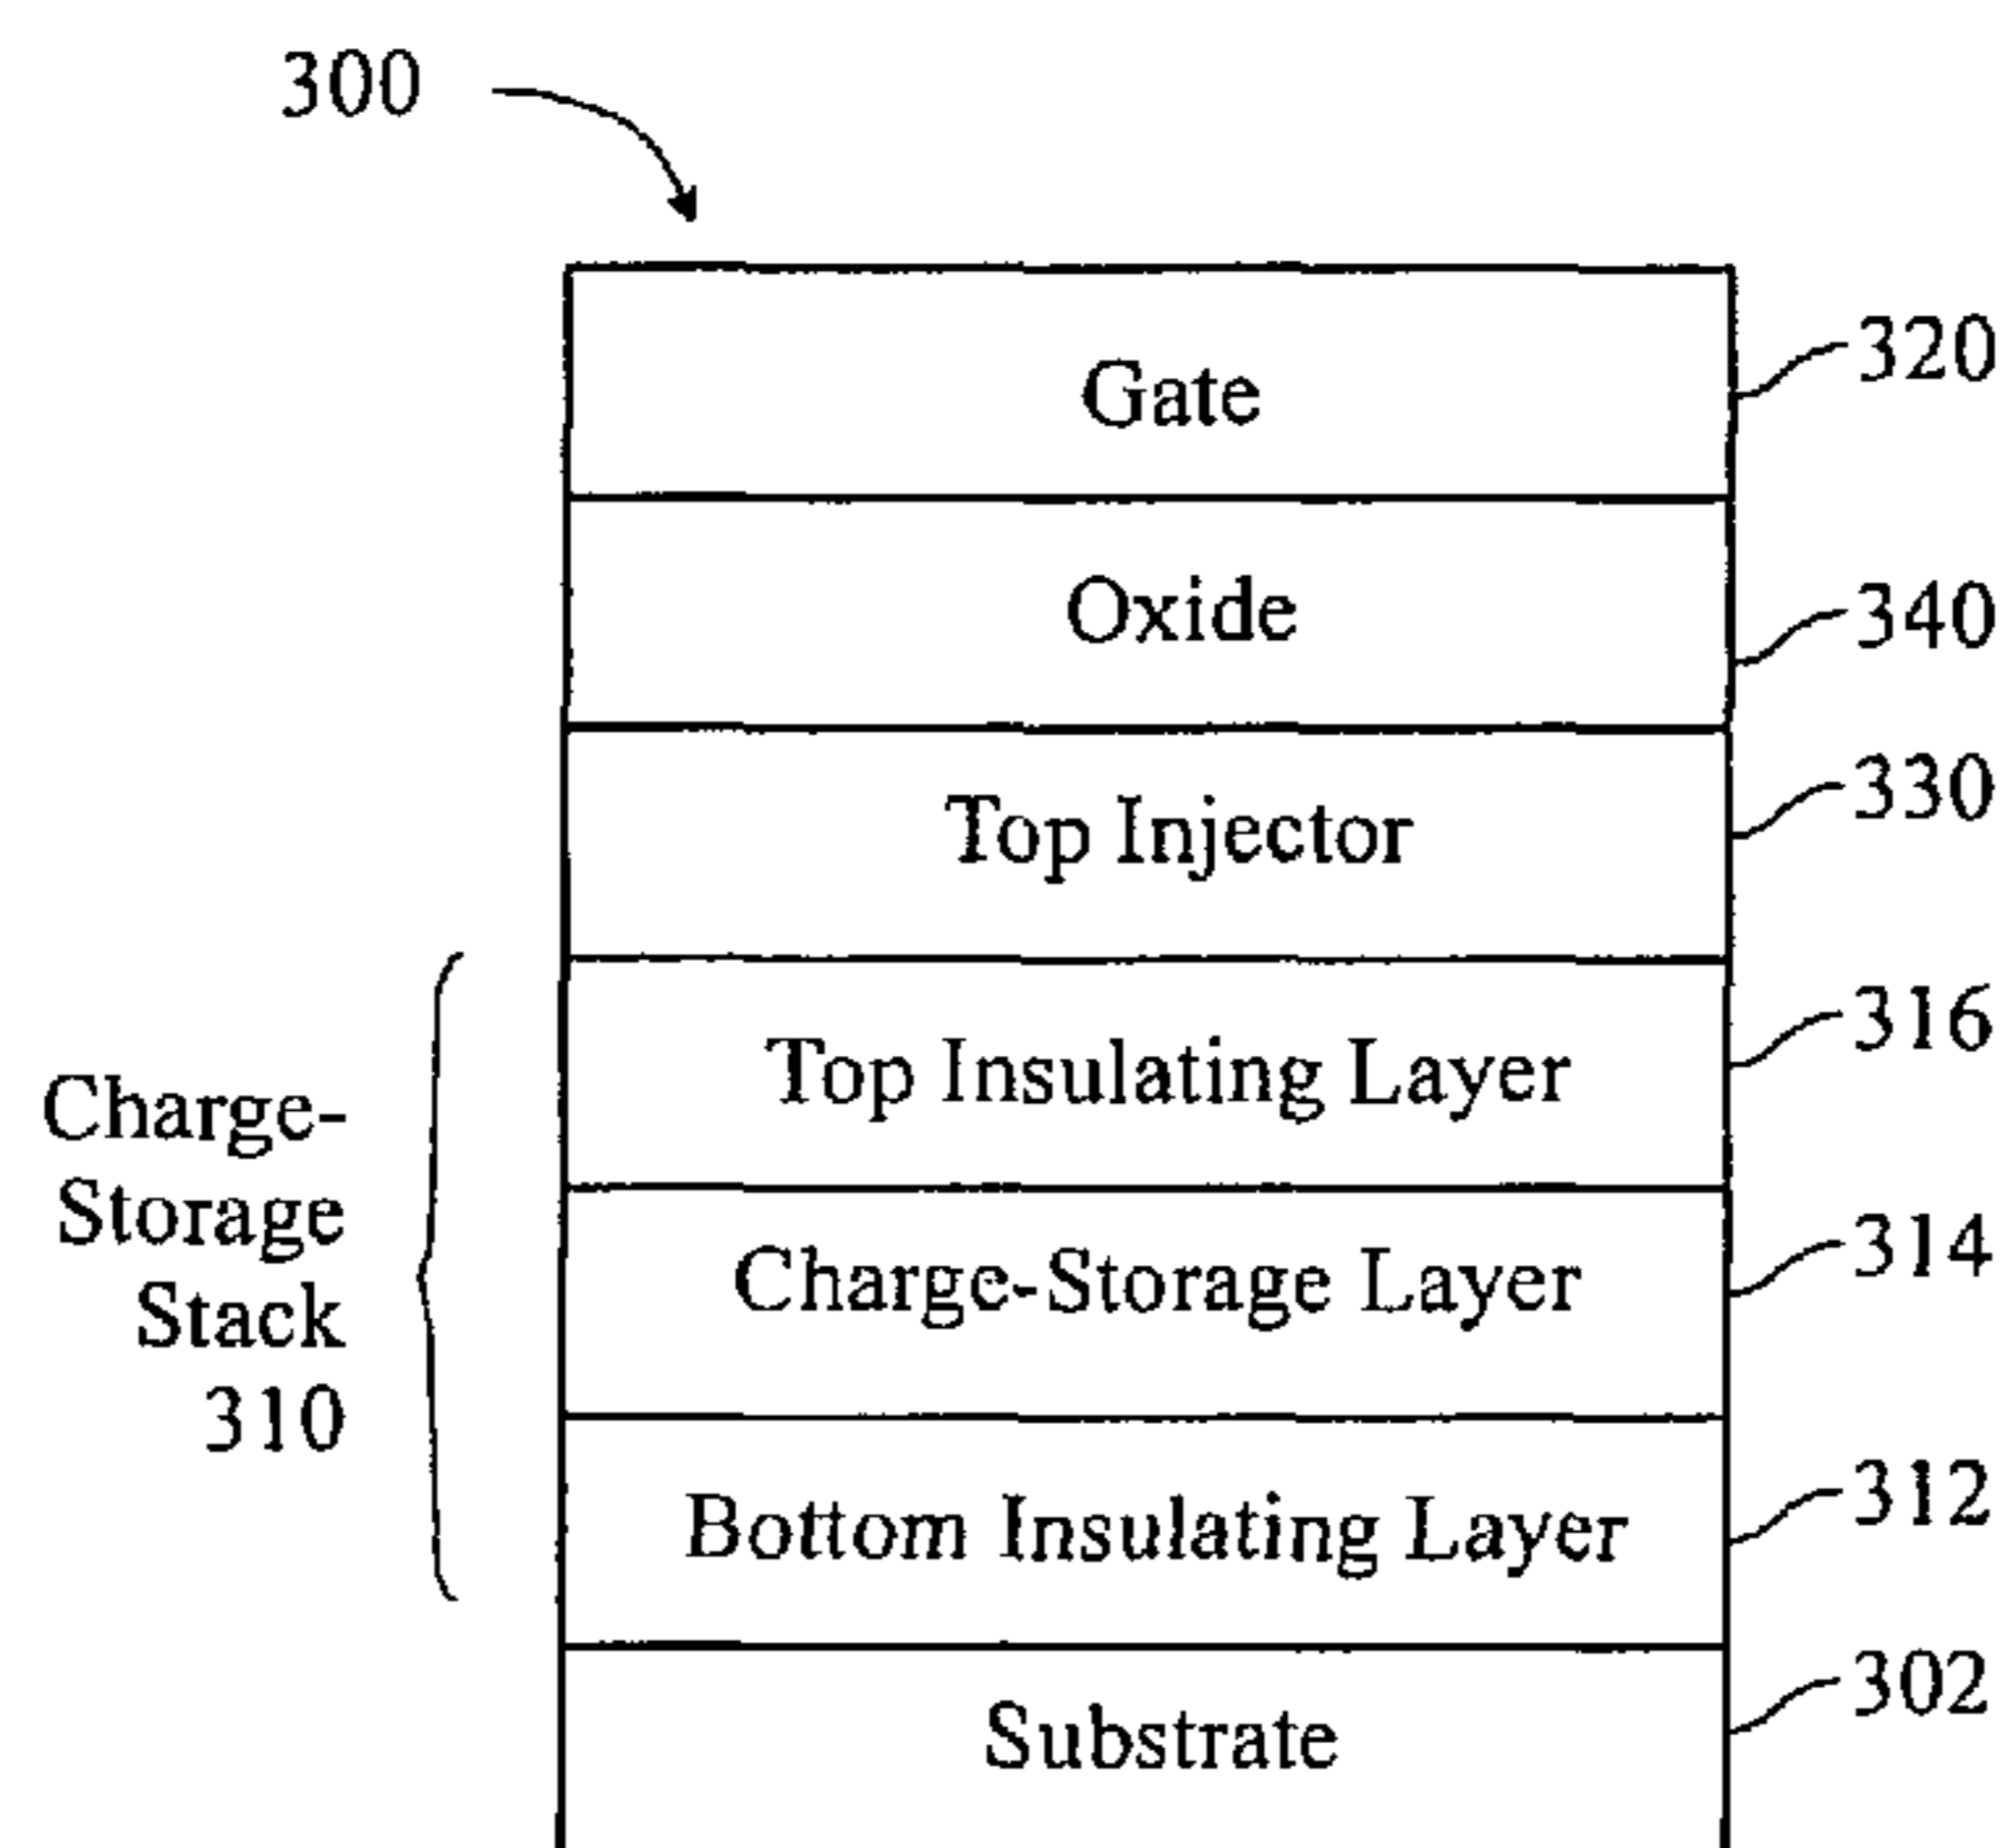 300
Gate
320
Oxide
340
Top Injector
330
Top Insulating Layer
316
Charge-
Storage
Stack
310
Charge-Storage Layer
314
Bottom Insulating Layer
312
Substrate
302